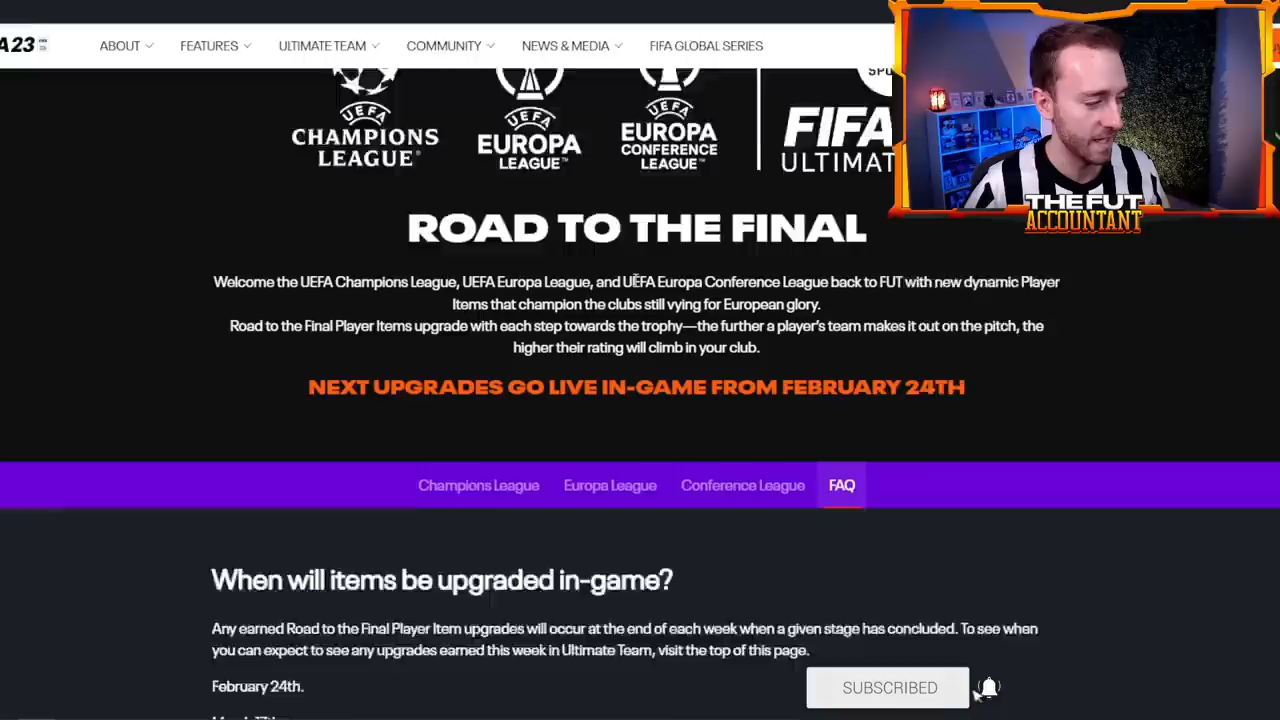 A 23
ABOUT FEATURES ULTIMATE TEAM COMMUNITY NEWS & MEDIA FIFA GLOBAL SERIES
UEFA CHAMPIONS LEAGUE®
UEFA EUROPA LEAGUE™
UEFA EUROPA CONFERENCE LEAGUE™
SPO
FIFA
ULTIMAT
THE FUT
ACCOUNTANT
ROAD TO THE FINAL
Welcome the UEFA Champions League, UEFA Europa League, and UEFA Europa Conference League back to FUT with new dynamic Player
Items that champion the clubs still vying for European glory.
Road to the Final Player Items upgrade with each step towards the trophy—the further a player's team makes it out on the pitch, the
higher their rating will climb in your club.
NEXT UPGRADES GO LIVE IN-GAME FROM FEBRUARY 24TH
Champions League Europa League Conference League FAQ
When will items be upgraded in-game?
Any earned Road to the Final Player Item upgrades will occur at the end of each week when a given stage has concluded. To see when
you can expect to see any upgrades earned this week in Ultimate Team, visit the top of this page.
February 24th.
SUBSCRIBED